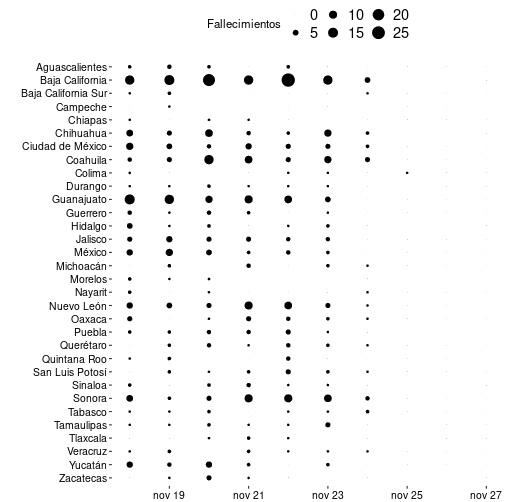 Fallecimientos
0 10 20
5 15 25
Aguascalientes
Baja California
Baja California Sur
Campeche
Chiapas
Chihuahua
Ciudad de México
Coahuila
Colima
Durango
Guanajuato
Guerrero
Hidalgo
Jalisco
México
Michoacán
Morelos
Nayarit
Nuevo León
Oaxaca
Puebla
Querétaro
Quintana Roo
San Luis Potosí
Sinaloa
Sonora
Tabasco
Tamaulipas
Tlaxcala
Veracruz
Yucatán
Zacatecas
nov 19 nov 21 nov 23 nov 25 nov 27